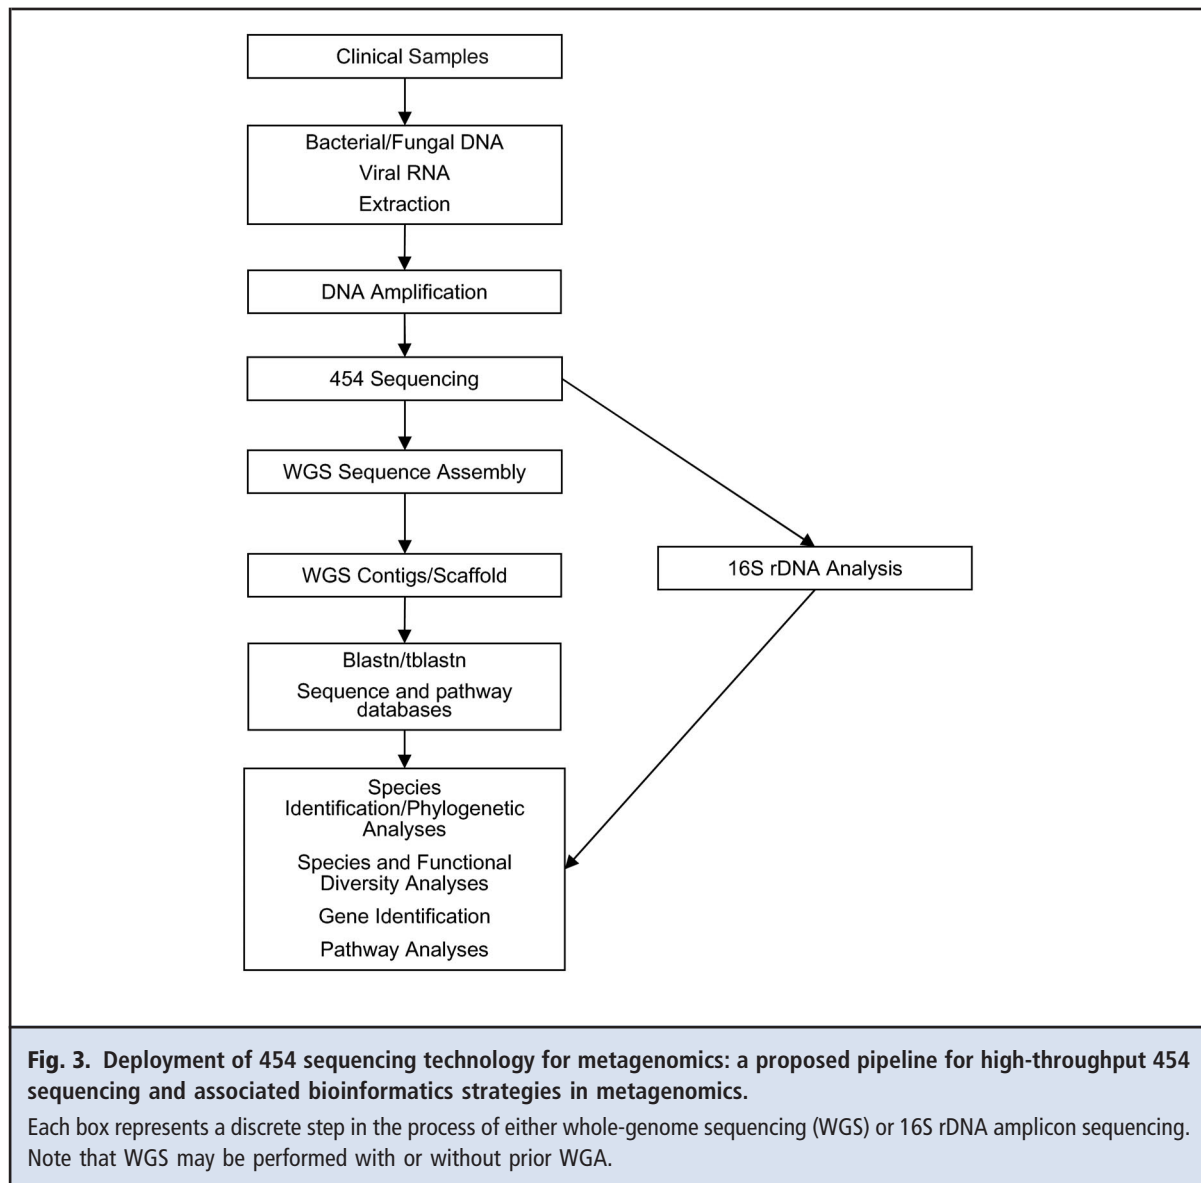 Clinical Samples
Bacterial/Fungal DNA
Viral RNA
Extraction
DNA Amplification
454 Sequencing
WGS Sequence Assembly
WGS Contigs/Scaffold
16S rDNA Analysis
Blastn/tblastn
Sequence and pathway
databases
Species
Identification/Phylogenetic
Analyses
Species and Functional
Diversity Analyses
Gene Identification
Pathway Analyses
Fig. 3. Deployment of 454 sequencing technology for metagenomics: a proposed pipeline for high-throughput 454
sequencing and associated bioinformatics strategies in metagenomics.
Each box represents a discrete step in the process of either whole-genome sequencing (WGS) or 16S rDNA amplicon sequencing.
Note that WGS may be performed with or without prior WGA.